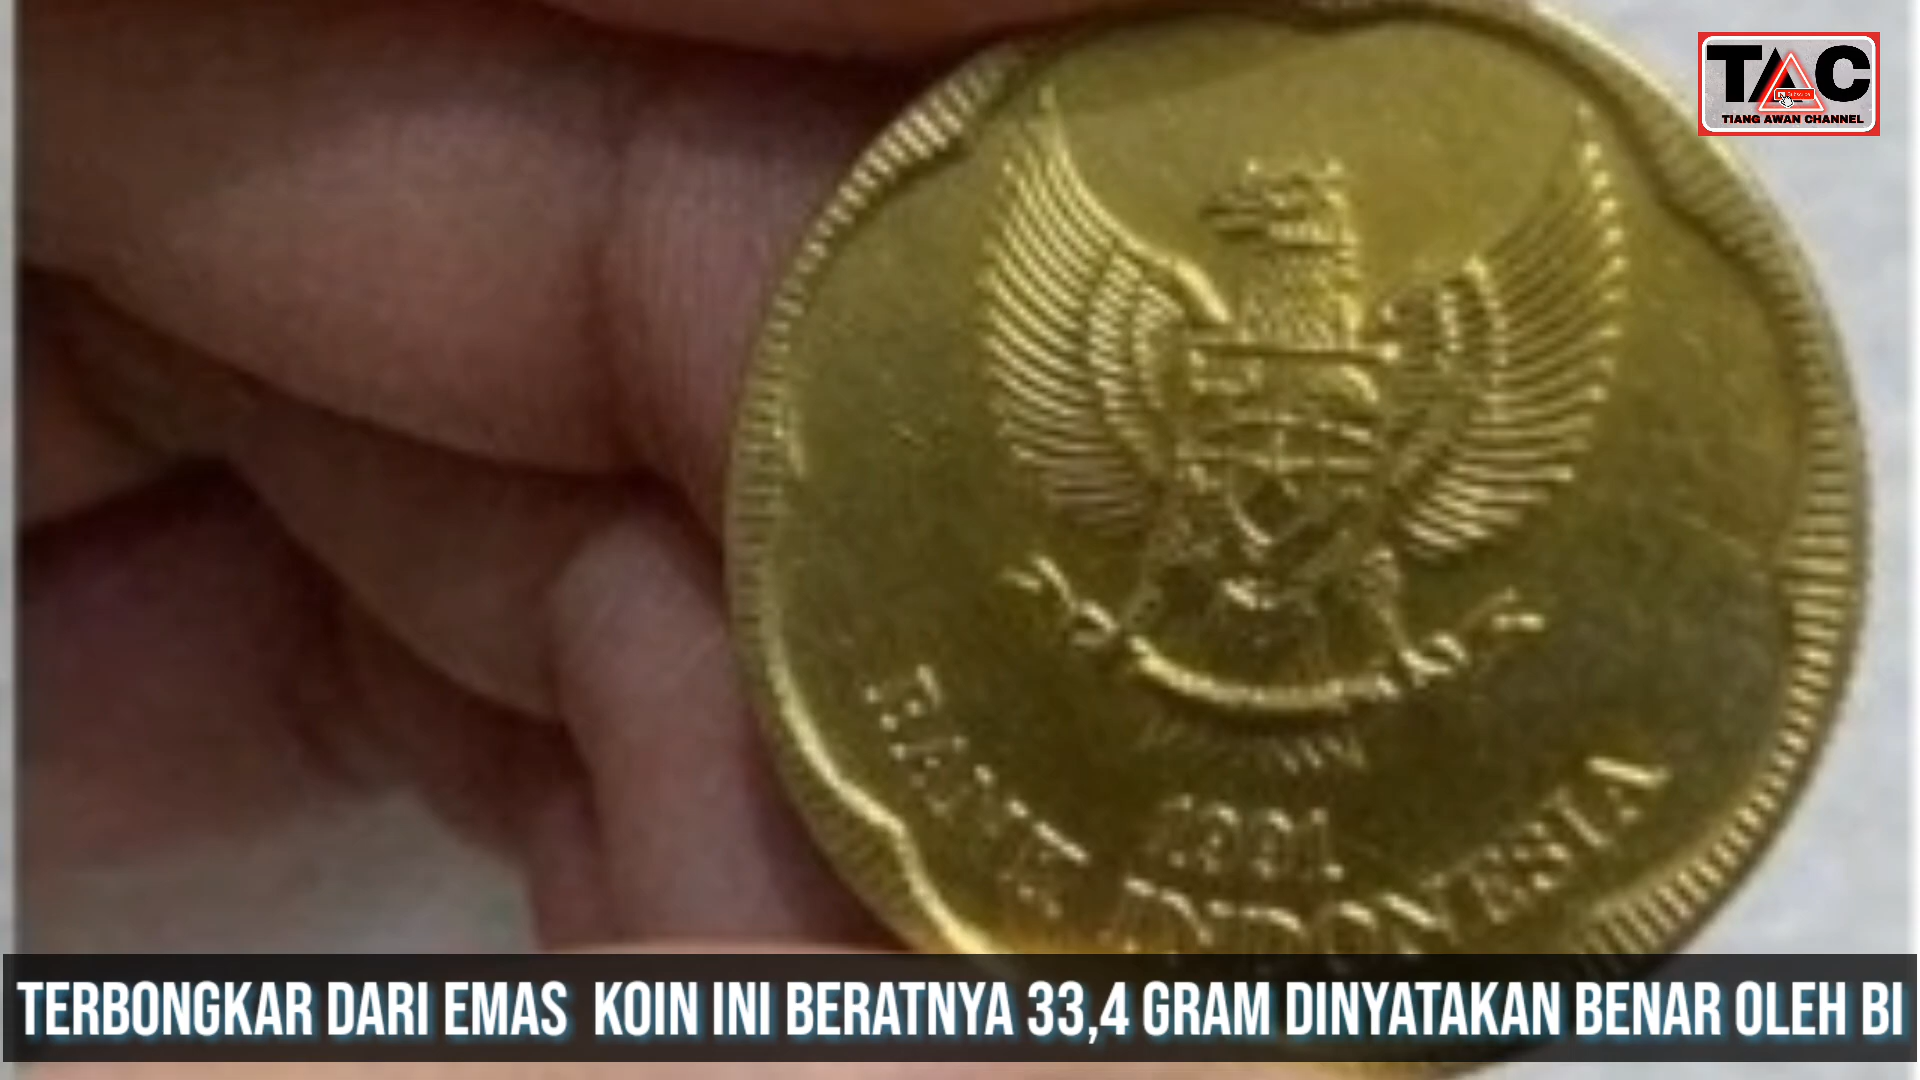 TAC
TIANG AWAN CHANNEL
1991
BANK INDONESIA
TERBONGKAR DARI EMAS KOIN INI BERATNYA 33,4 GRAM DINYATAKAN BENAR OLEH BI